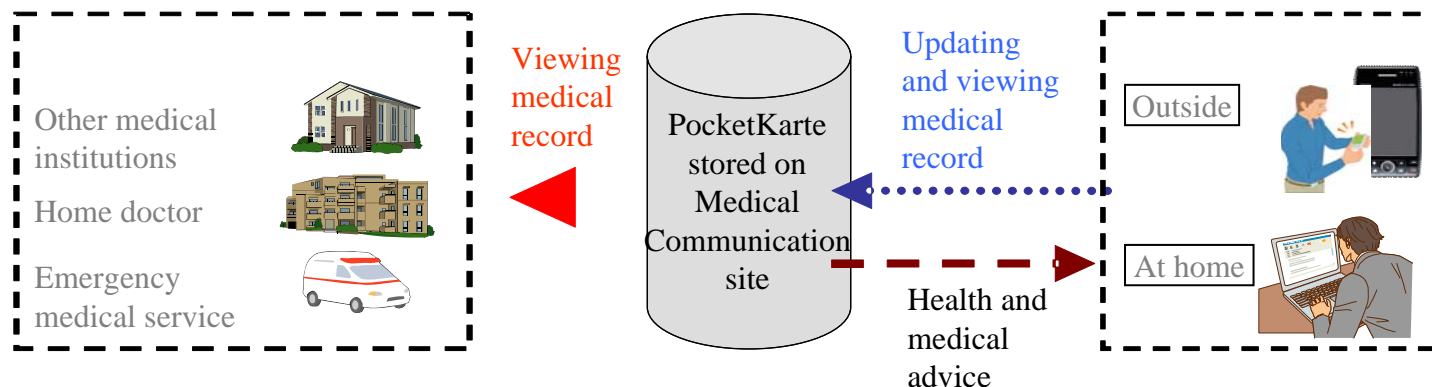 Other medical
institutions
Home doctor
Emergency
medical service
Viewing
medical
record
PocketKarte
stored on
Medical
Communication
site
Updating
and viewing
medical
record
Health and
medical
advice
Outside
At home